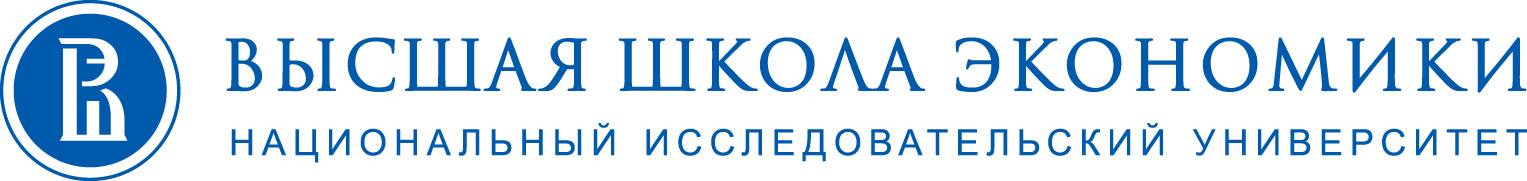 ВЫСШАЯ ШКОЛА ЭКОНОМИКИ
НАЦИОНАЛЬНЫЙ ИССЛЕДОВАТЕЛЬСКИЙ УНИВЕРСИТЕТ